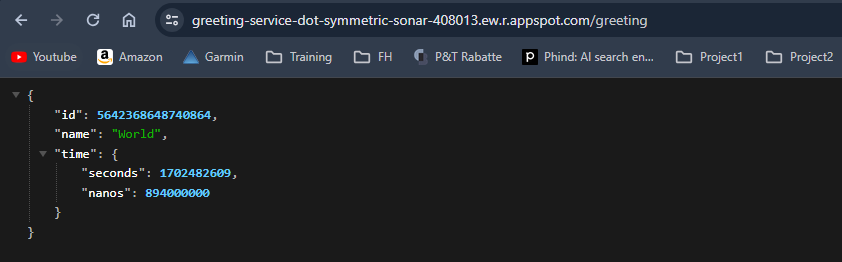 greeting-service-dot-symmetric-sonar-408013.ew.r.appspot.com/greeting
Youtube Amazon Garmin Training FH P&T Rabatte Phind: AI search en... Project1 Project2
{
"id": 5642368648740864,
"name": "World",
"time": {
"seconds": 1702482609,
"nanos": 894000000
}
}